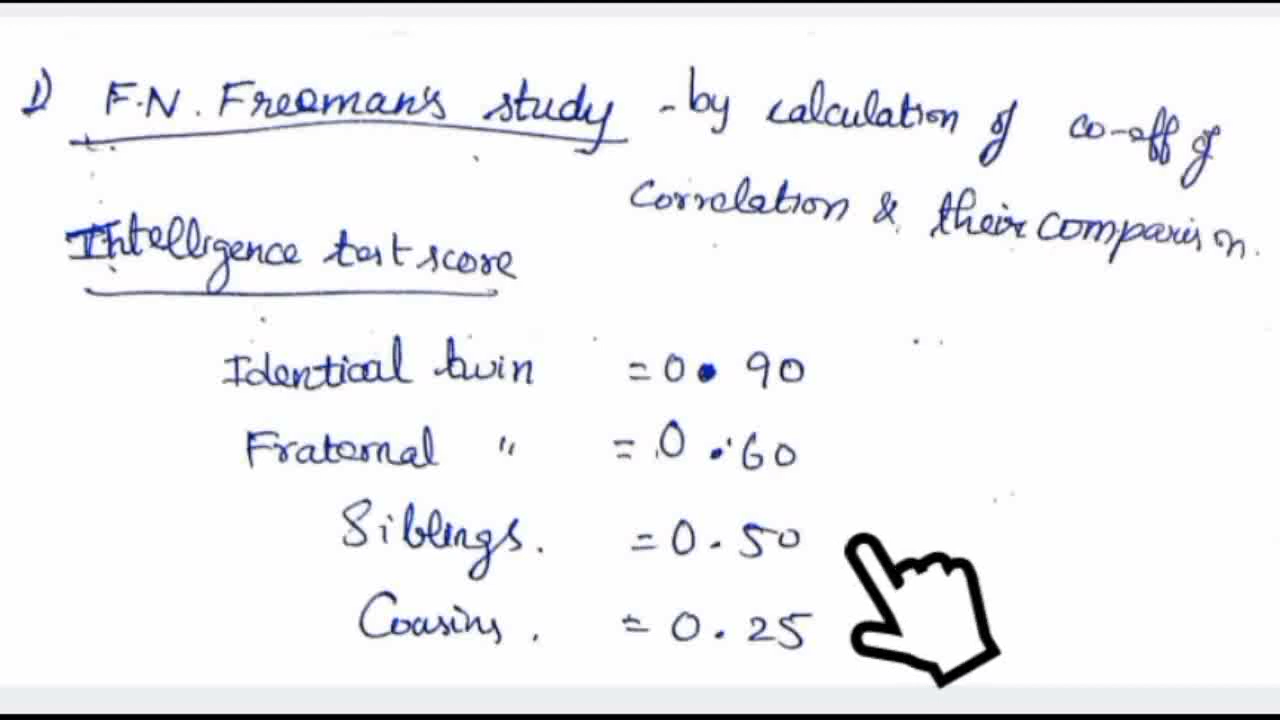 1) F.N. Freeman's study - by calculation of co-eff of
correlation & their comparison.
Intelligence test score
Identical twin = 0.90
Fraternal " = 0.60
Siblings. = 0.50
Cousins. = 0.25